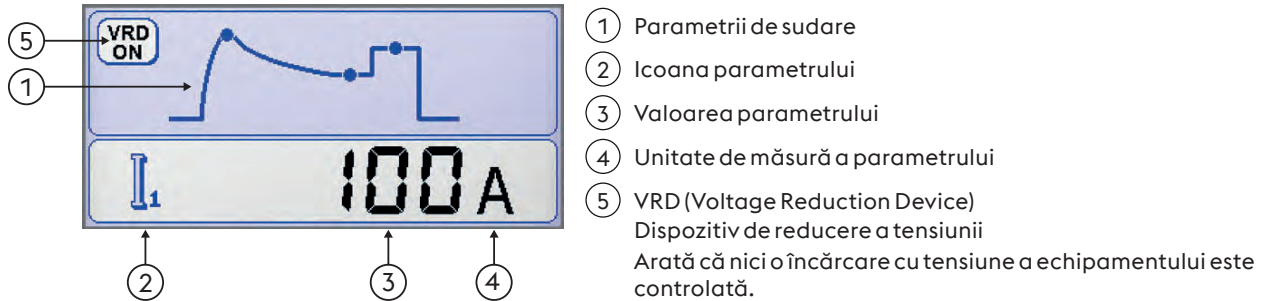 5
VRD
ON
1
I1
100 A
2
3
4
1 Parametrii de sudare
2 Icoana parametrului
3 Valoarea parametrului
4 Unitate de măsură a parametrului
5 VRD (Voltage Reduction Device)
Dispozitiv de reducere a tensiunii
Arată că nici o încărcare cu tensiune a echipamentului este
controlată.